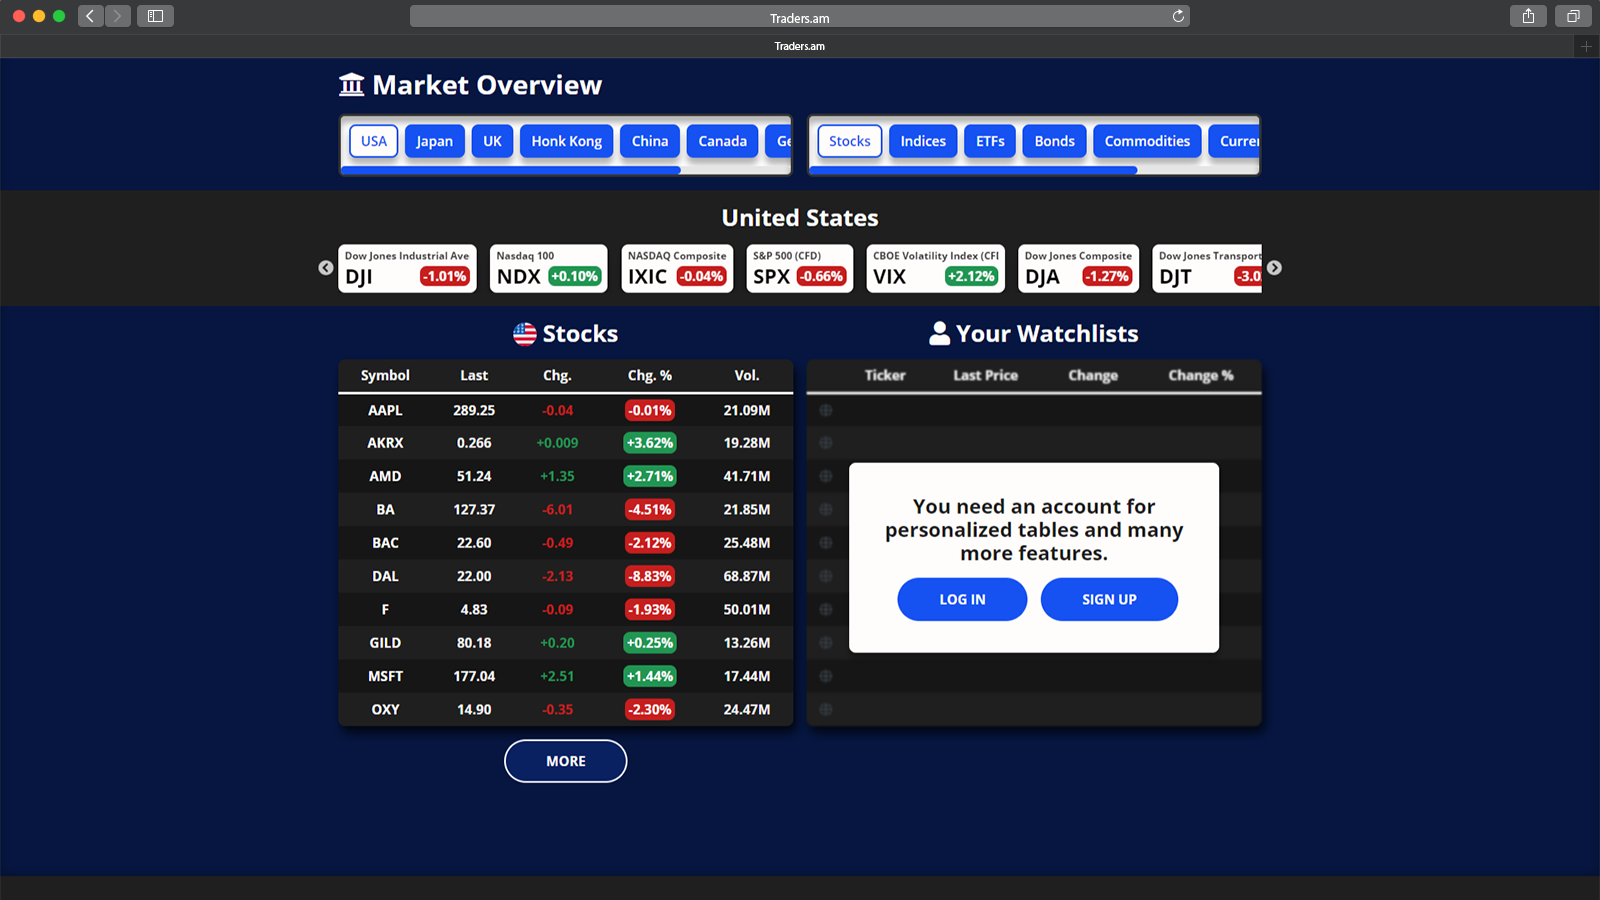 Traders.am
Traders.am
Market Overview
USA Japan UK Honk Kong China Canada
Stocks Indices ETFs Bonds Commodities
United States
Dow Jones Industrial Ave
DJI -1.01%
Nasdaq 100
NDX +0.10%
NASDAQ Composite
IXIC -0.04%
S&P 500 (CFD)
SPX -0.66%
CBOE Volatility Index (CFI
VIX +2.12%
Dow Jones Composite
DJA -1.27%
Dow Jones Transport
DJT -3.0
Stocks
Symbol Last Chg. Chg. % Vol.
AAPL 289.25 -0.04 -0.01% 21.09M
AKRX 0.266 +0.009 +3.62% 19.28M
AMD 51.24 +1.35 +2.71% 41.71M
BA 127.37 -6.01 -4.51% 21.85M
BAC 22.60 -0.49 -2.12% 25.48M
DAL 22.00 -2.13 -8.83% 68.87M
F 4.83 -0.09 -1.93% 50.01M
GILD 80.18 +0.20 +0.25% 13.26M
MSFT 177.04 +2.51 +1.44% 17.44M
OXY 14.90 -0.35 -2.30% 24.47M
MORE
Your Watchlists
Ticker Last Price Change Change %
You need an account for
personalized tables and many
more features.
LOG IN SIGN UP